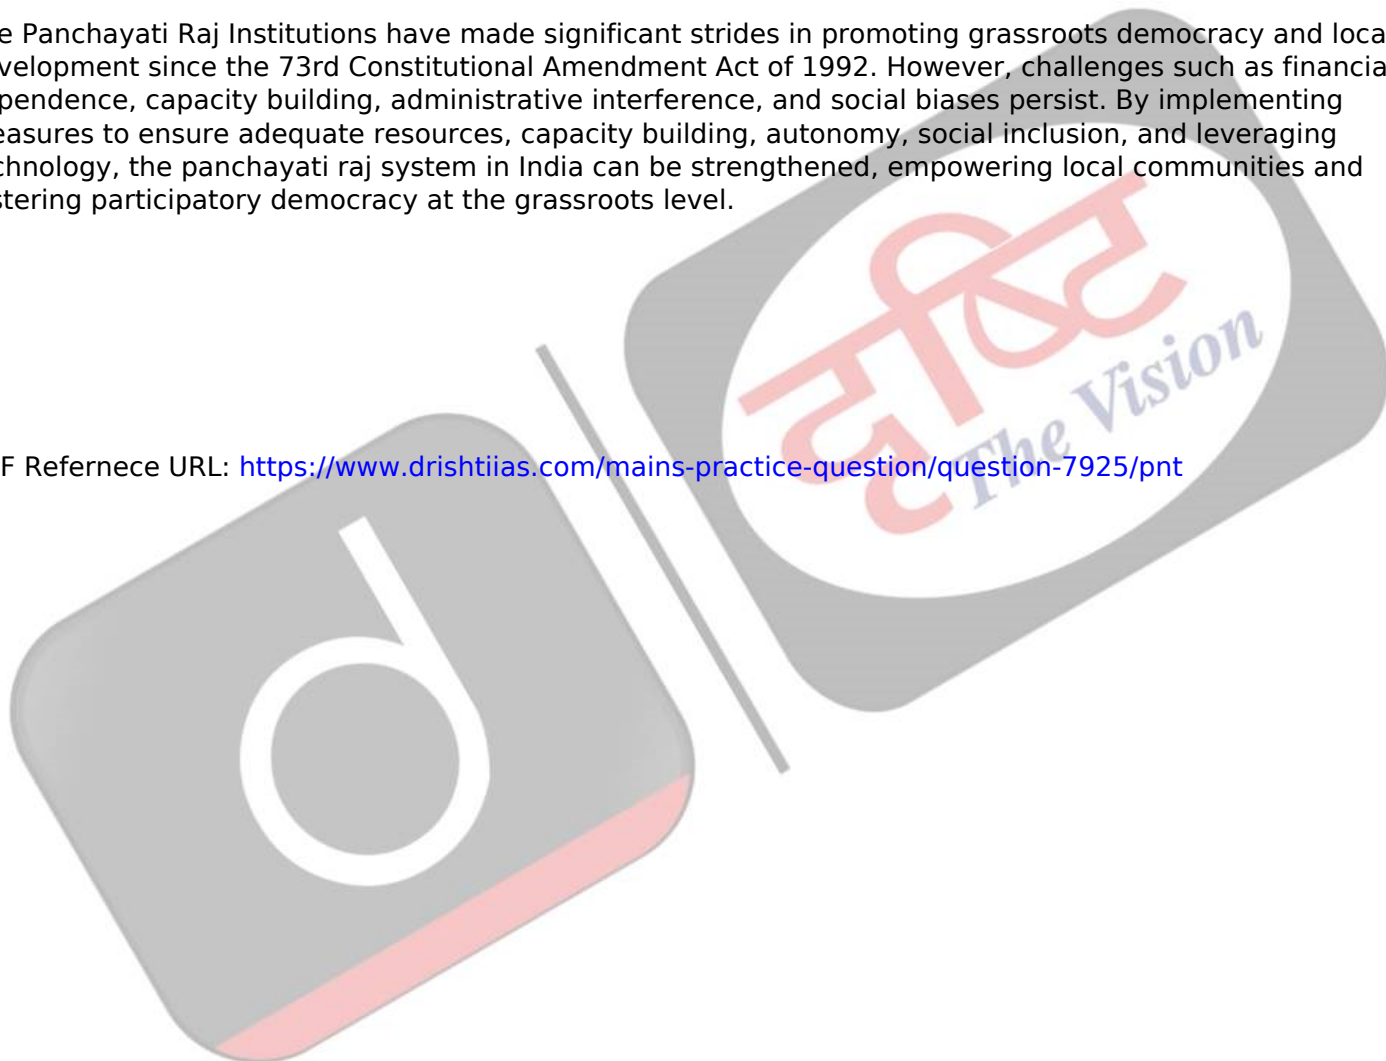 e Panchayati Raj Institutions have made significant strides in promoting grassroots democracy and loca
velopment since the 73rd Constitutional Amendment Act of 1992. However, challenges such as financia
pendence, capacity building, administrative interference, and social biases persist. By implementing
easures to ensure adequate resources, capacity building, autonomy, social inclusion, and leveraging
chnology, the panchayati raj system in India can be strengthened, empowering local communities and
stering participatory democracy at the grassroots level.
दृष्टि
The Vision
F Refernece URL: https://www.drishtiias.com/mains-practice-question/question-7925/pnt
d